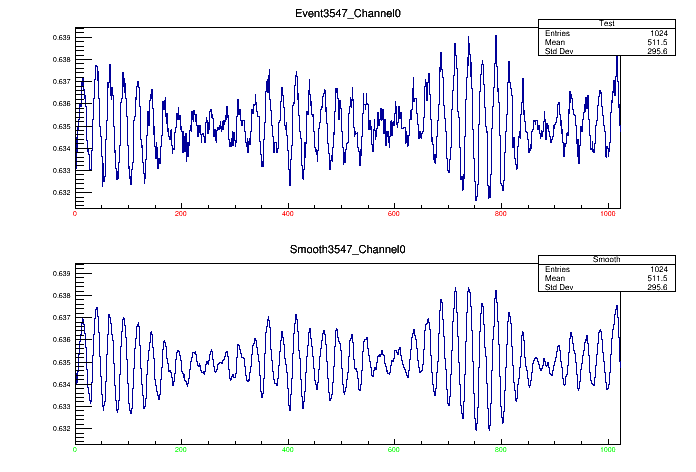 Event3547_Channel0
Test
Entries 1024
Mean 511.5
Std Dev 295.6
0.639
0.638
0.637
0.636
0.635
0.634
0.633
0.632
0 200 400 600 800 1000
Smooth3547_Channel0
Smooth
Entries 1024
Mean 511.5
Std Dev 295.6
0.639
0.638
0.637
0.636
0.635
0.634
0.633
0.632
0 200 400 600 800 1000